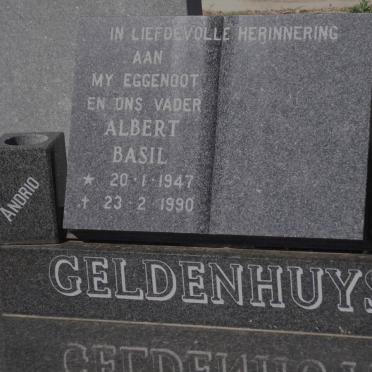 IN LIEFDEVOLLE HERINNERING
AAN
MY EGGENOOT
EN ONS VADER
ALBERT
BASIL
★ 20·1·1947
✝ 23·2·1990
ANDRIO
GELDENHUYS